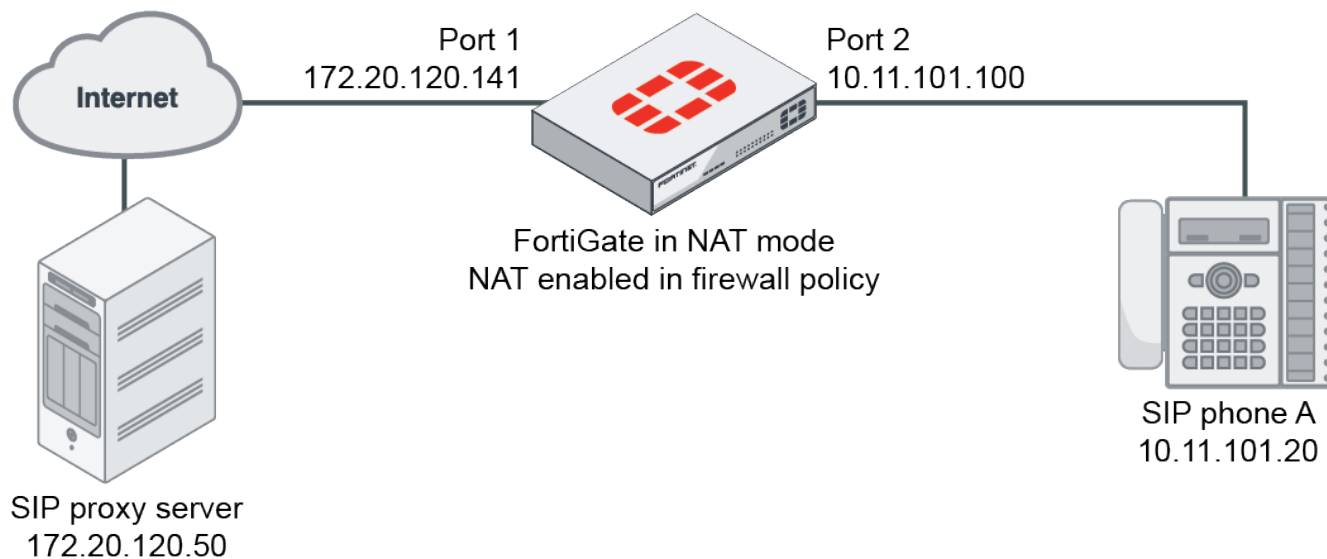 Port 1
172.20.120.141
Port 2
10.11.101.100
Internet
FORTINET
FortiGate in NAT mode
NAT enabled in firewall policy
SIP phone A
10.11.101.20
SIP proxy server
172.20.120.50